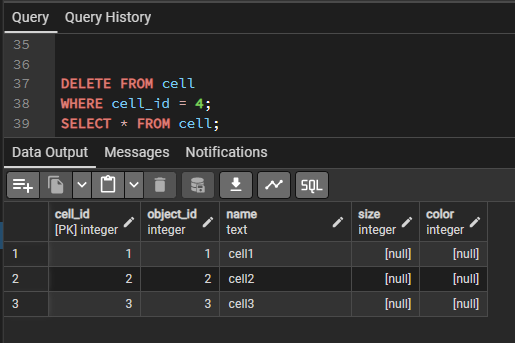 Query Query History
35
36
37 DELETE FROM cell
38 WHERE cell_id = 4;
39 SELECT * FROM cell;
Data Output Messages Notifications
SQL
cell_id object_id name size color
[PK] integer integer text integer integer
1 1 1 cell1 [null] [null]
2 2 2 cell2 [null] [null]
3 3 3 cell3 [null] [null]